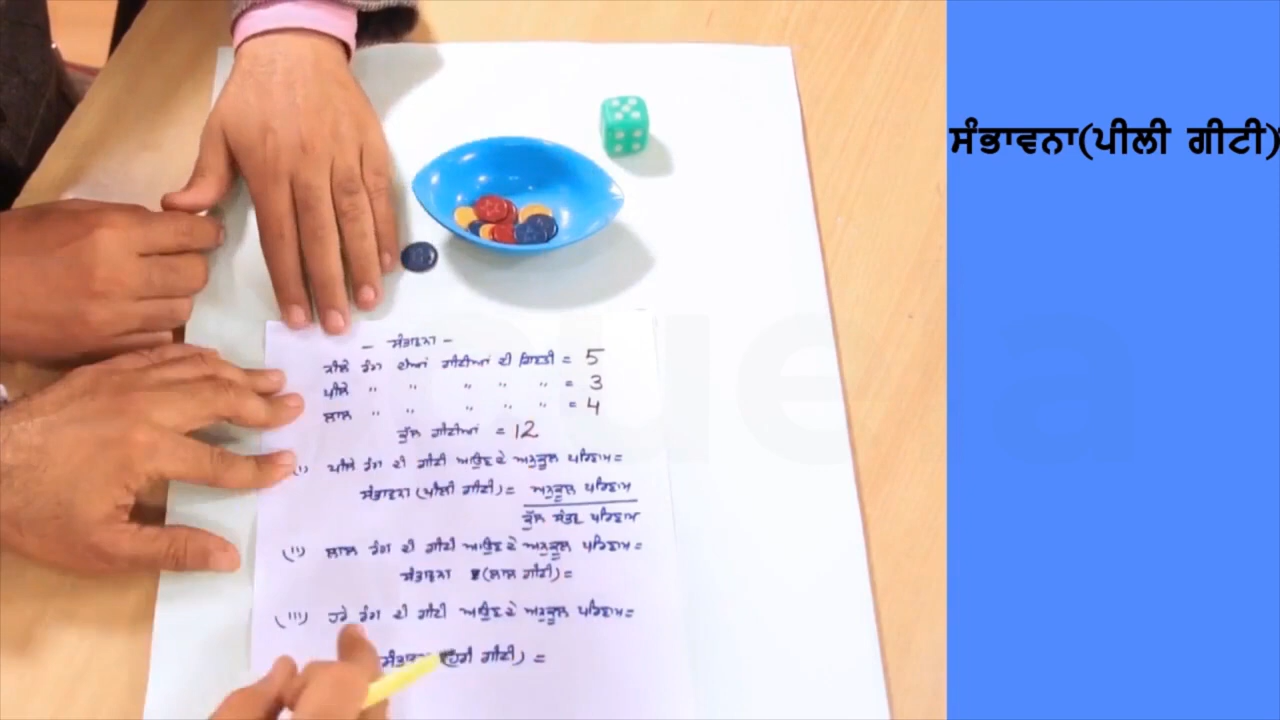 ਸੰਭਾਵਨਾ(ਪੀਲੀ ਗੀਟੀ)
- ਸੰਭਾਵਨਾ -
ਨੀਲੇ ਰੰਗ ਦੀਆਂ ਗੀਟੀਆਂ ਦੀ ਗਿਣਤੀ = 5
ਪੀਲੇ " " " " " = 3
ਲਾਲ " " " " " = 4
ਕੁੱਲ ਗੀਟੀਆਂ = 12
(i) ਪੀਲੇ ਰੰਗ ਦੀ ਗੀਟੀ ਆਉਣ ਦੇ ਅਨੁਕੂਲ ਪਰਿਣਾਮ =
ਸੰਭਾਵਨਾ (ਪੀਲੀ ਗੀਟੀ) = ਅਨੁਕੂਲ ਪਰਿਣਾਮ
ਕੁੱਲ ਸੰਭਵ ਪਰਿਣਾਮ
(ii) ਲਾਲ ਰੰਗ ਦੀ ਗੀਟੀ ਆਉਣ ਦੇ ਅਨੁਕੂਲ ਪਰਿਣਾਮ =
ਸੰਭਾਵਨਾ (ਲਾਲ ਗੀਟੀ) =
(iii) ਹਰੇ ਰੰਗ ਦੀ ਗੀਟੀ ਆਉਣ ਦੇ ਅਨੁਕੂਲ ਪਰਿਣਾਮ =
ਸੰਭਾਵਨਾ (ਹਰੀ ਗੀਟੀ) =